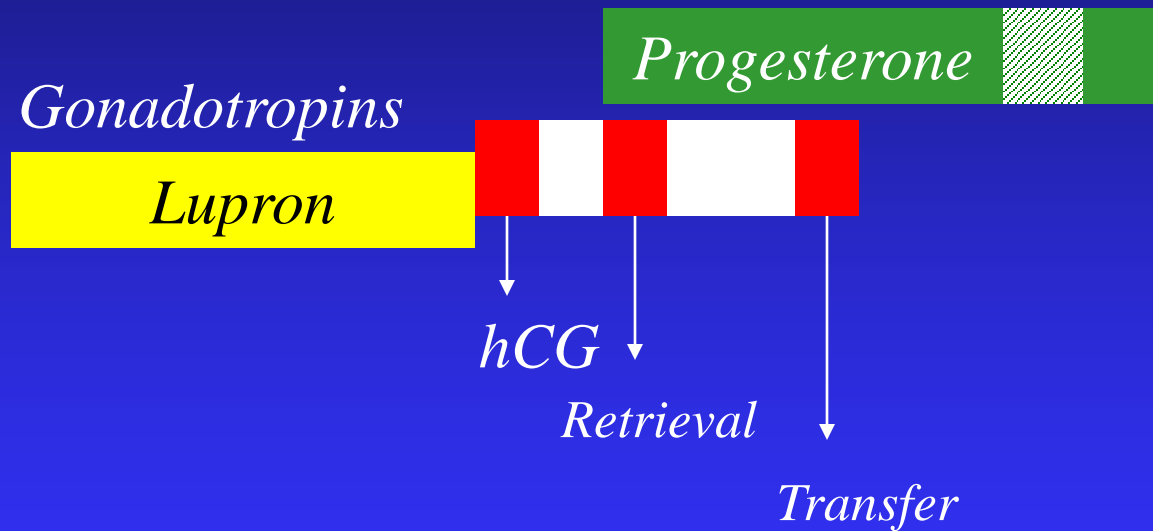 Progesterone
Gonadotropins
Lupron
hCG
Retrieval
Transfer